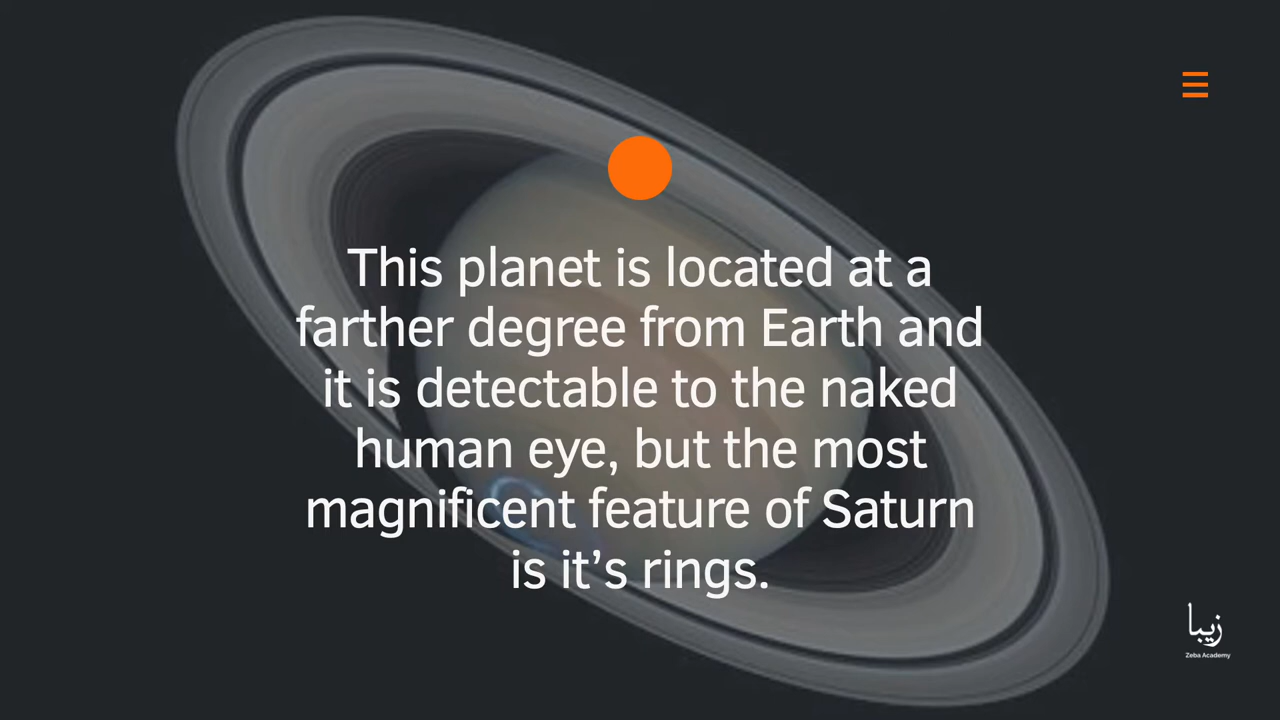 This planet is located at a
farther degree from Earth and
it is detectable to the naked
human eye, but the most
magnificent feature of Saturn
is it’s rings.
زیبا
Zeba Academy